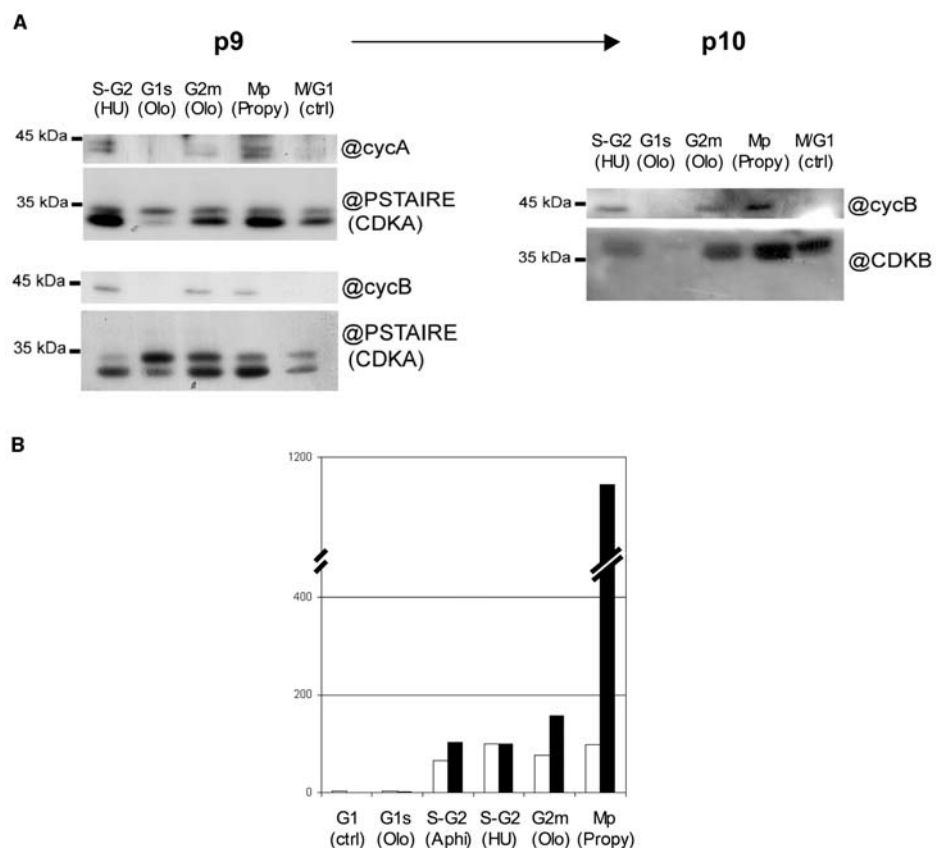 A
p9
p10
S-G2 G1s G2m Mp M/G1
(HU) (Olo) (Olo) (Propy) (ctrl)
45 kDa
@cycA
35 kDa
@PSTAIRE
(CDKA)
45 kDa
@cycB
35 kDa
@PSTAIRE
(CDKA)
S-G2 G1s G2m Mp M/G1
(HU) (Olo) (Olo) (Propy) (ctrl)
45 kDa
@cycB
35 kDa
@CDKB
B
1200
400
200
0
G1 G1s S-G2 S-G2 G2m Mp
(ctrl) (Olo) (Aphi) (HU) (Olo) (Propy)